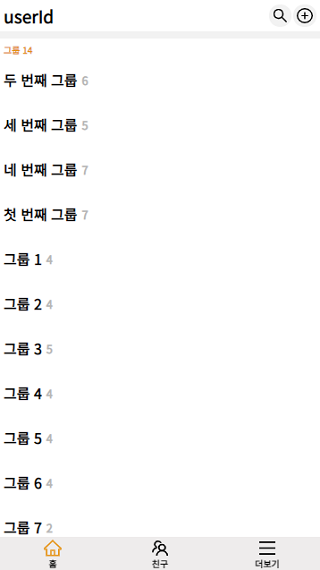 userId
그룹 14
두 번째 그룹 6
세 번째 그룹 5
네 번째 그룹 7
첫 번째 그룹 7
그룹 1 4
그룹 2 4
그룹 3 5
그룹 4 4
그룹 5 4
그룹 6 4
그룹 7 2
홈 친구 더보기